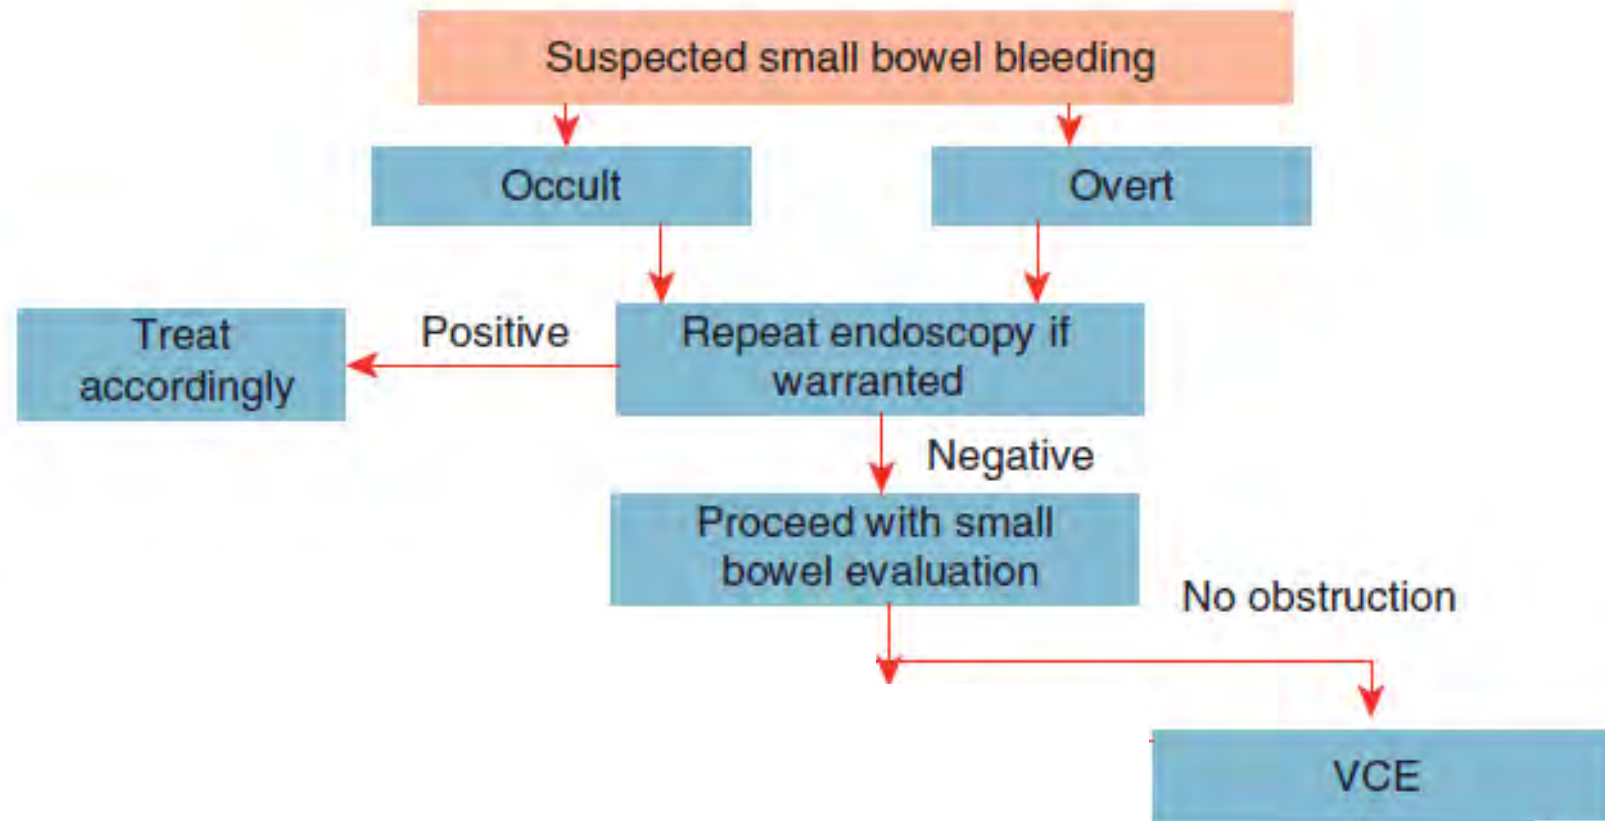 Suspected small bowel bleeding
Occult
Overt
Treat
accordingly
Positive
Repeat endoscopy if
warranted
Negative
Proceed with small
bowel evaluation
No obstruction
VCE